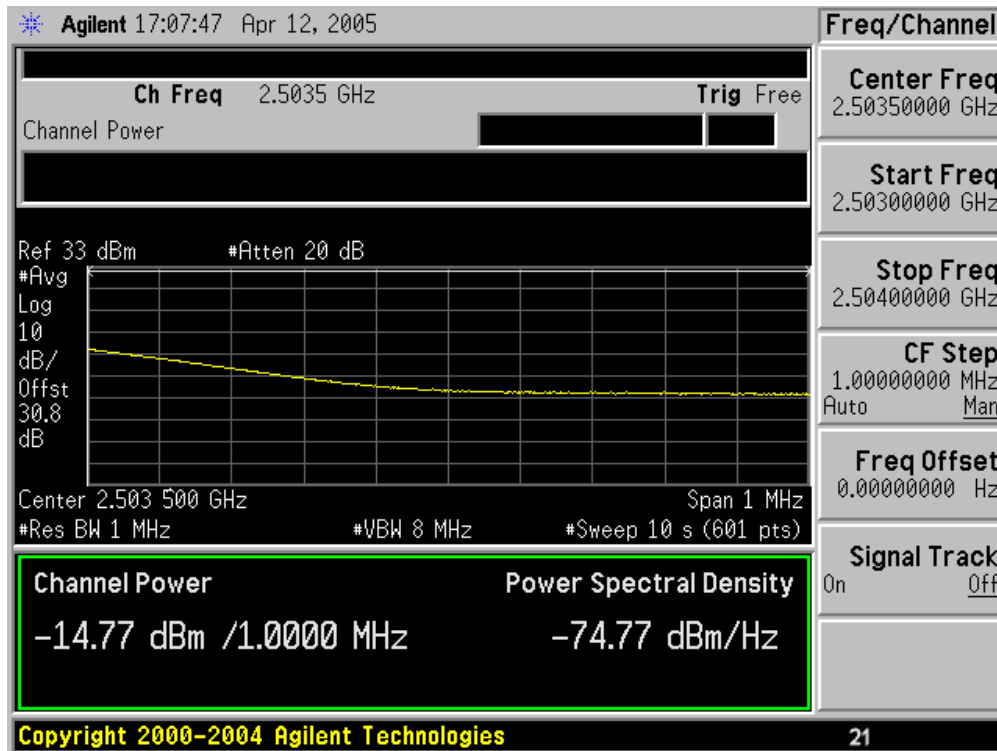 Agilent 17:07:47 Apr 12, 2005
Ch Freq 2.5035 GHz Trig Free
Channel Power
Ref 33 dBm #Atten 20 dB
#Avg
Log
10
dB/
Offst
30.8
dB
Center 2.503 500 GHz Span 1 MHz
#Res BW 1 MHz #VBW 8 MHz #Sweep 10 s (601 pts)
Channel Power Power Spectral Density
-14.77 dBm /1.0000 MHz -74.77 dBm/Hz
Copyright 2000-2004 Agilent Technologies
Freq/Channel
Center Freq
2.50350000 GHz
Start Freq
2.50300000 GHz
Stop Freq
2.50400000 GHz
CF Step
1.00000000 MHz
Auto Man
Freq Offset
0.00000000 Hz
Signal Track
On Off
21